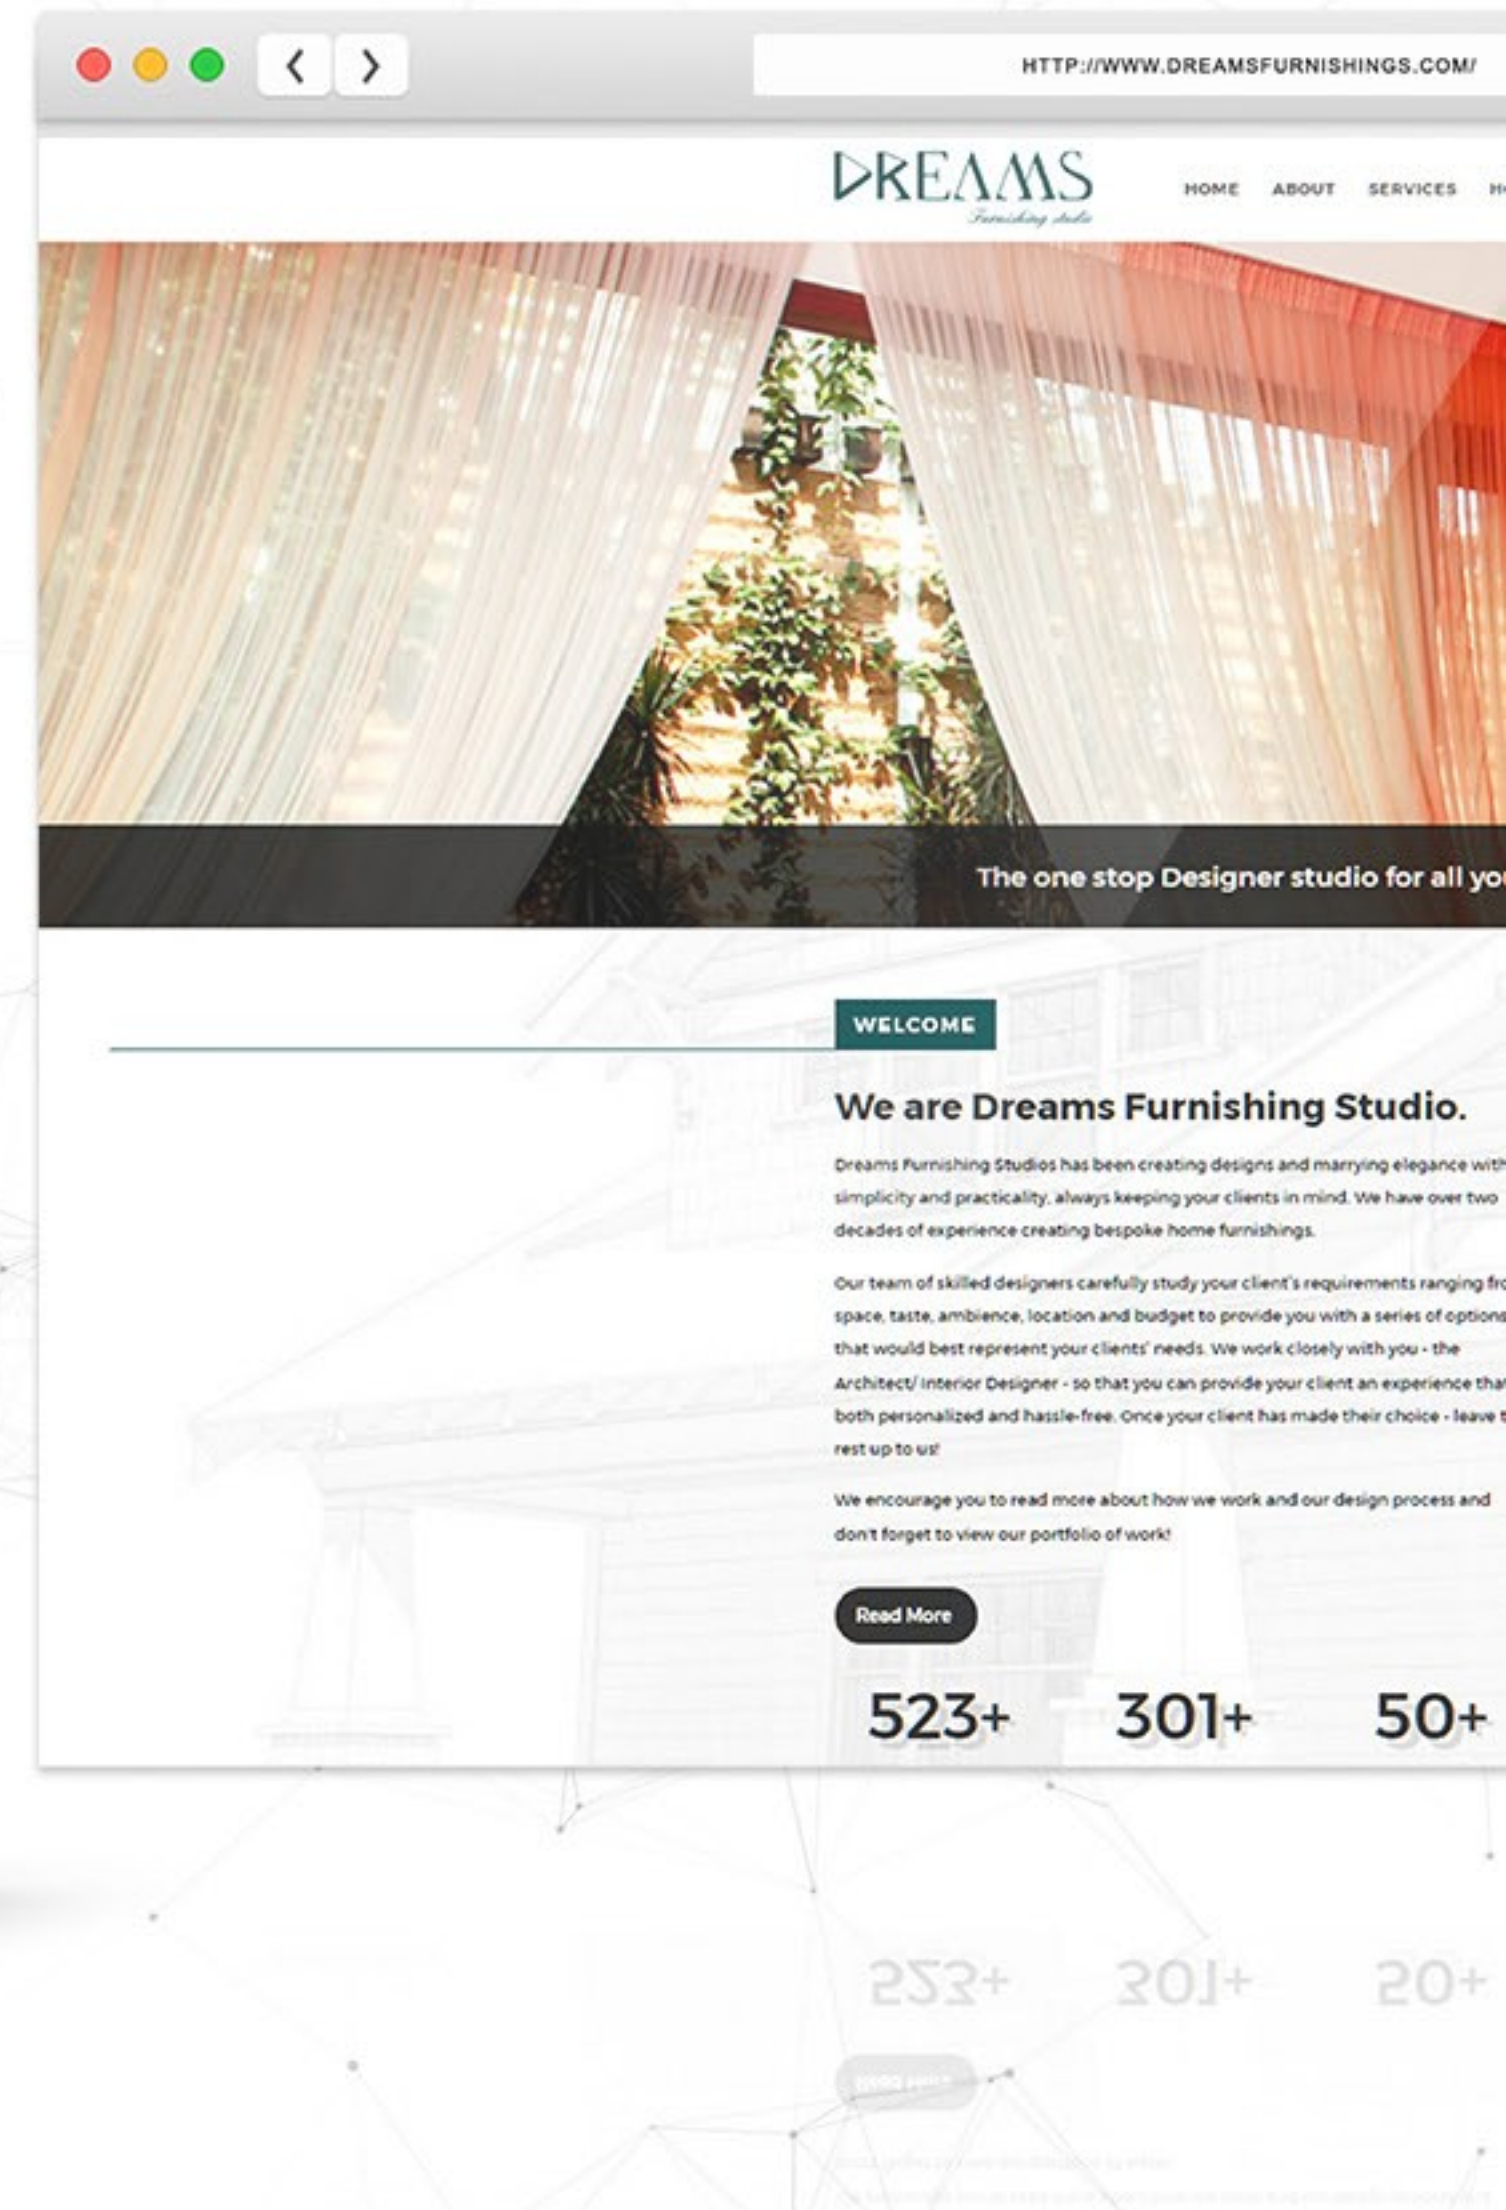 HTTP://WWW.DREAMSFURNISHINGS.COM/
DREAMS
Furnishing studio
HOME ABOUT SERVICES
The one stop Designer studio for all
WELCOME
We are Dreams Furnishing Studio.
Dreams Furnishing Studios has been creating designs and marrying elegance with
simplicity and practicality, always keeping your clients in mind. We have over two
decades of experience creating bespoke home furnishings.
Our team of skilled designers carefully study your client's requirements ranging
space, taste, ambience, location and budget to provide you with a series of options
that would best represent your clients' needs. We work closely with you - the
Architect/ Interior Designer - so that you can provide your client an experience that
both personalized and hassle-free. Once your client has made their choice - leave
rest up to us!
We encourage you to read more about how we work and our design process and
don't forget to view our portfolio of work!
Read More
523+ 301+ 50+